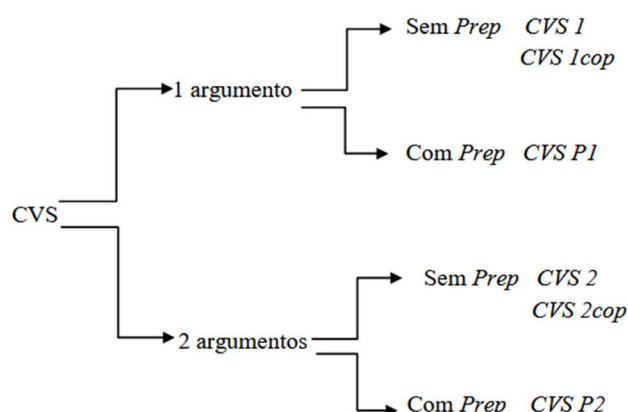 Sem Prep CVS 1
CVS 1cop
1 argumento
Com Prep CVS P1
CVS
Sem Prep CVS 2
CVS 2cop
2 argumentos
Com Prep CVS P2